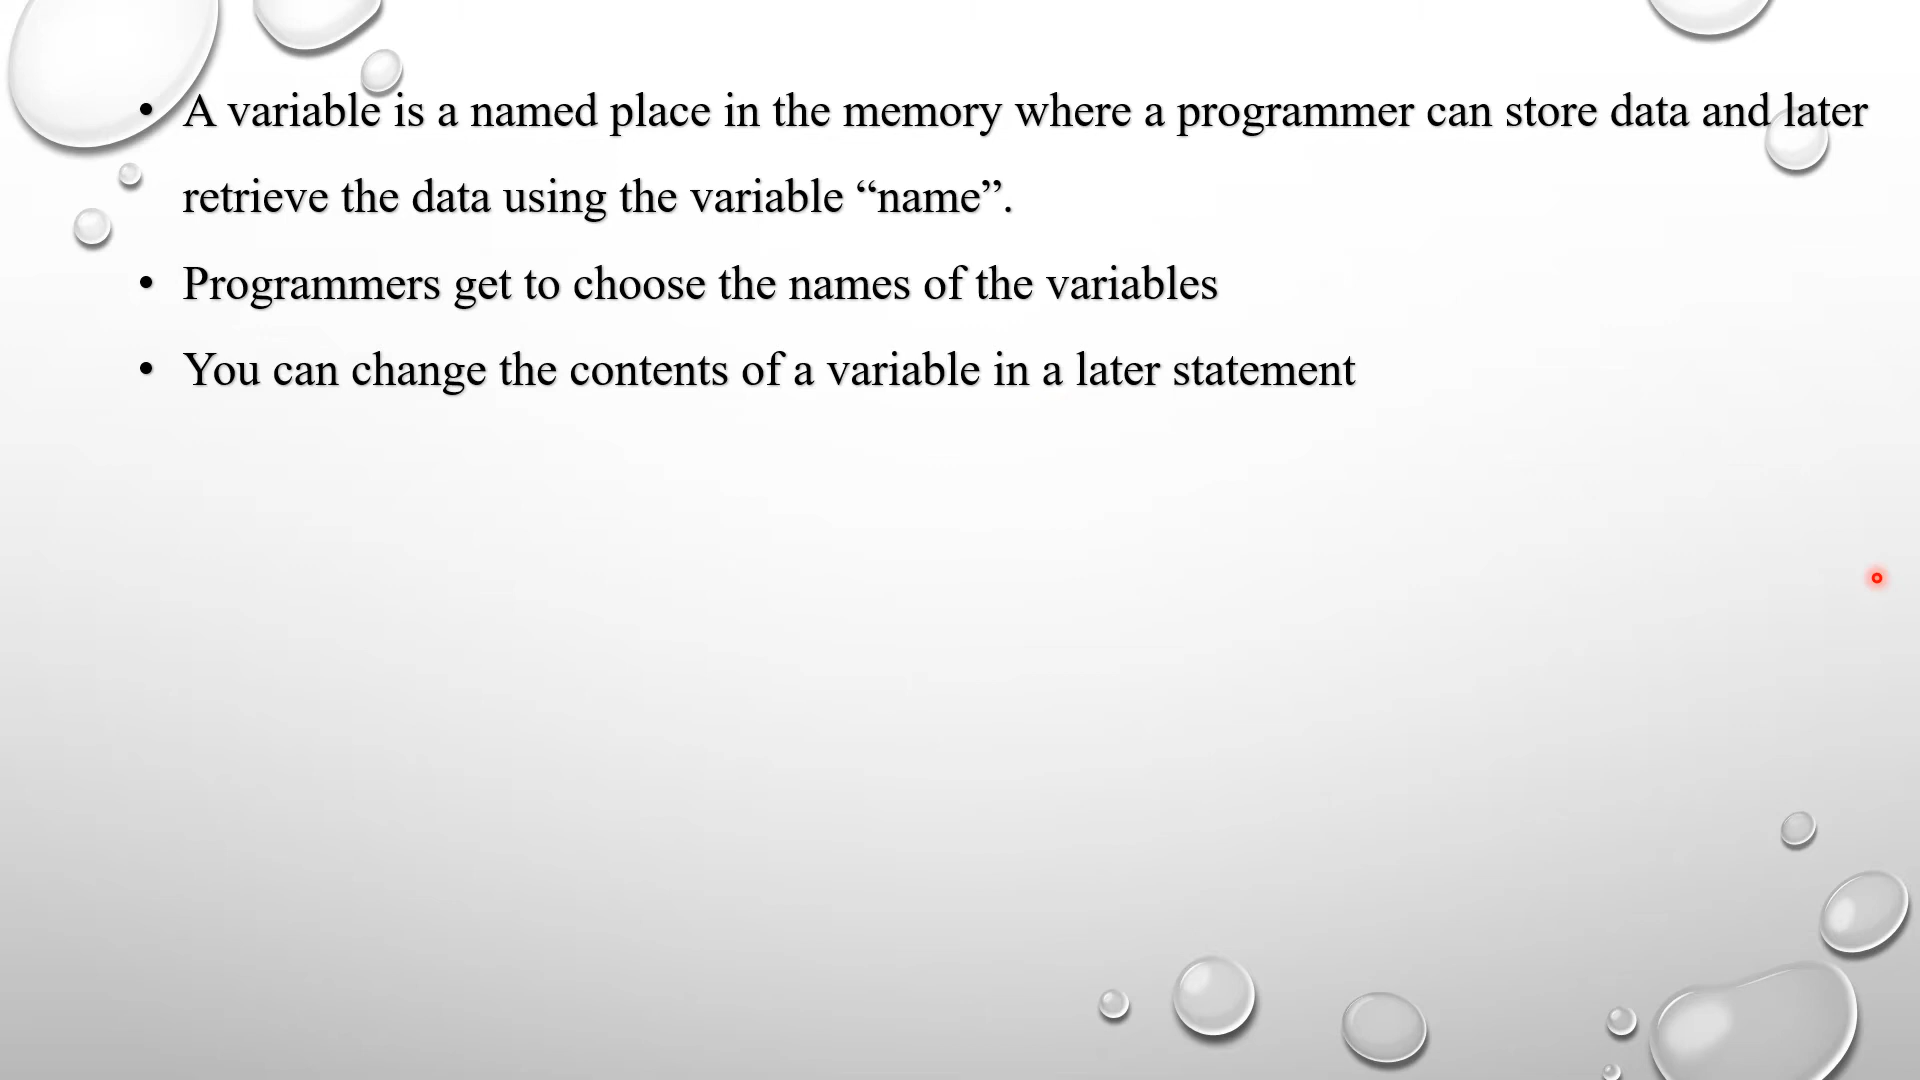 • A variable is a named place in the memory where a programmer can store data and later
retrieve the data using the variable “name”.
• Programmers get to choose the names of the variables
• You can change the contents of a variable in a later statement